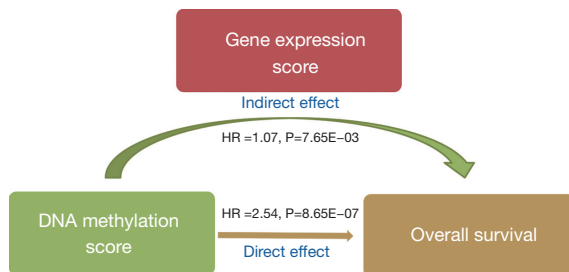 Gene expression
score
Indirect effect
HR =1.07, P=7.65E−03
DNA methylation
score
HR =2.54, P=8.65E−07
Direct effect
Overall survival